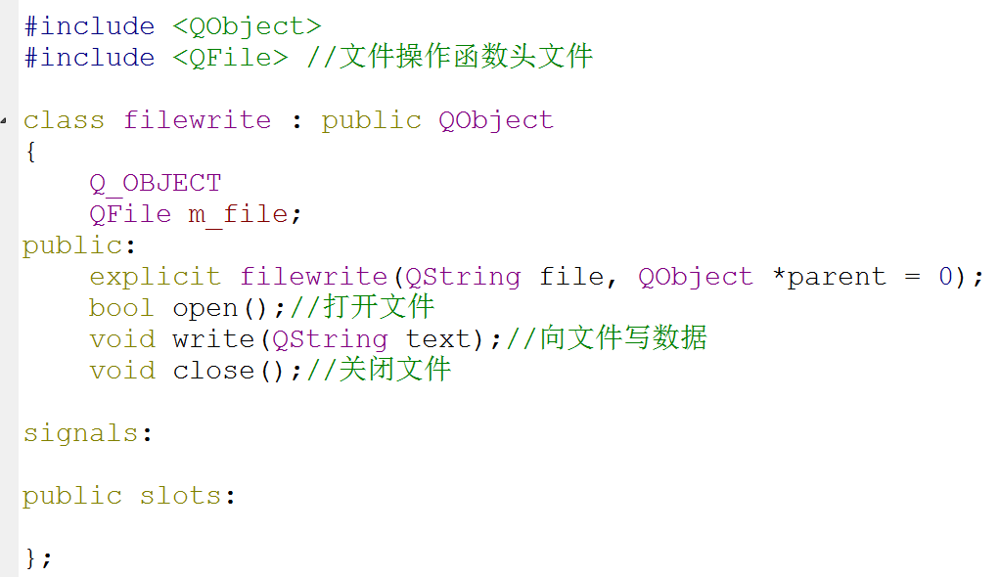 #include <QObject>
#include <QFile> //文件操作函数头文件
class filewrite : public QObject
{
Q_OBJECT
QFile m_file;
public:
explicit filewrite(QString file, QObject *parent = 0);
bool open();//打开文件
void write(QString text);//向文件写数据
void close();//关闭文件
signals:
public slots:
};